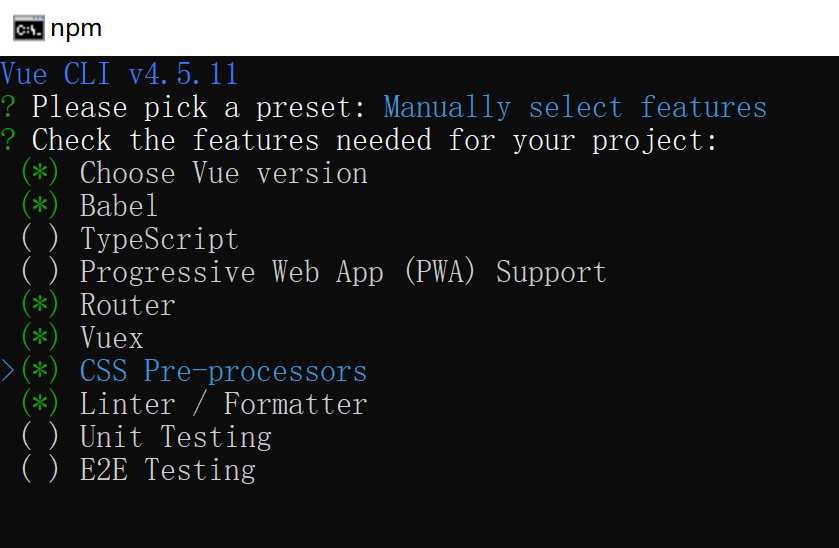 npm
Vue CLI v4.5.11
? Please pick a preset: Manually select features
? Check the features needed for your project:
(*) Choose Vue version
(*) Babel
( ) TypeScript
( ) Progressive Web App (PWA) Support
(*) Router
(*) Vuex
>(*) CSS Pre-processors
(*) Linter / Formatter
( ) Unit Testing
( ) E2E Testing